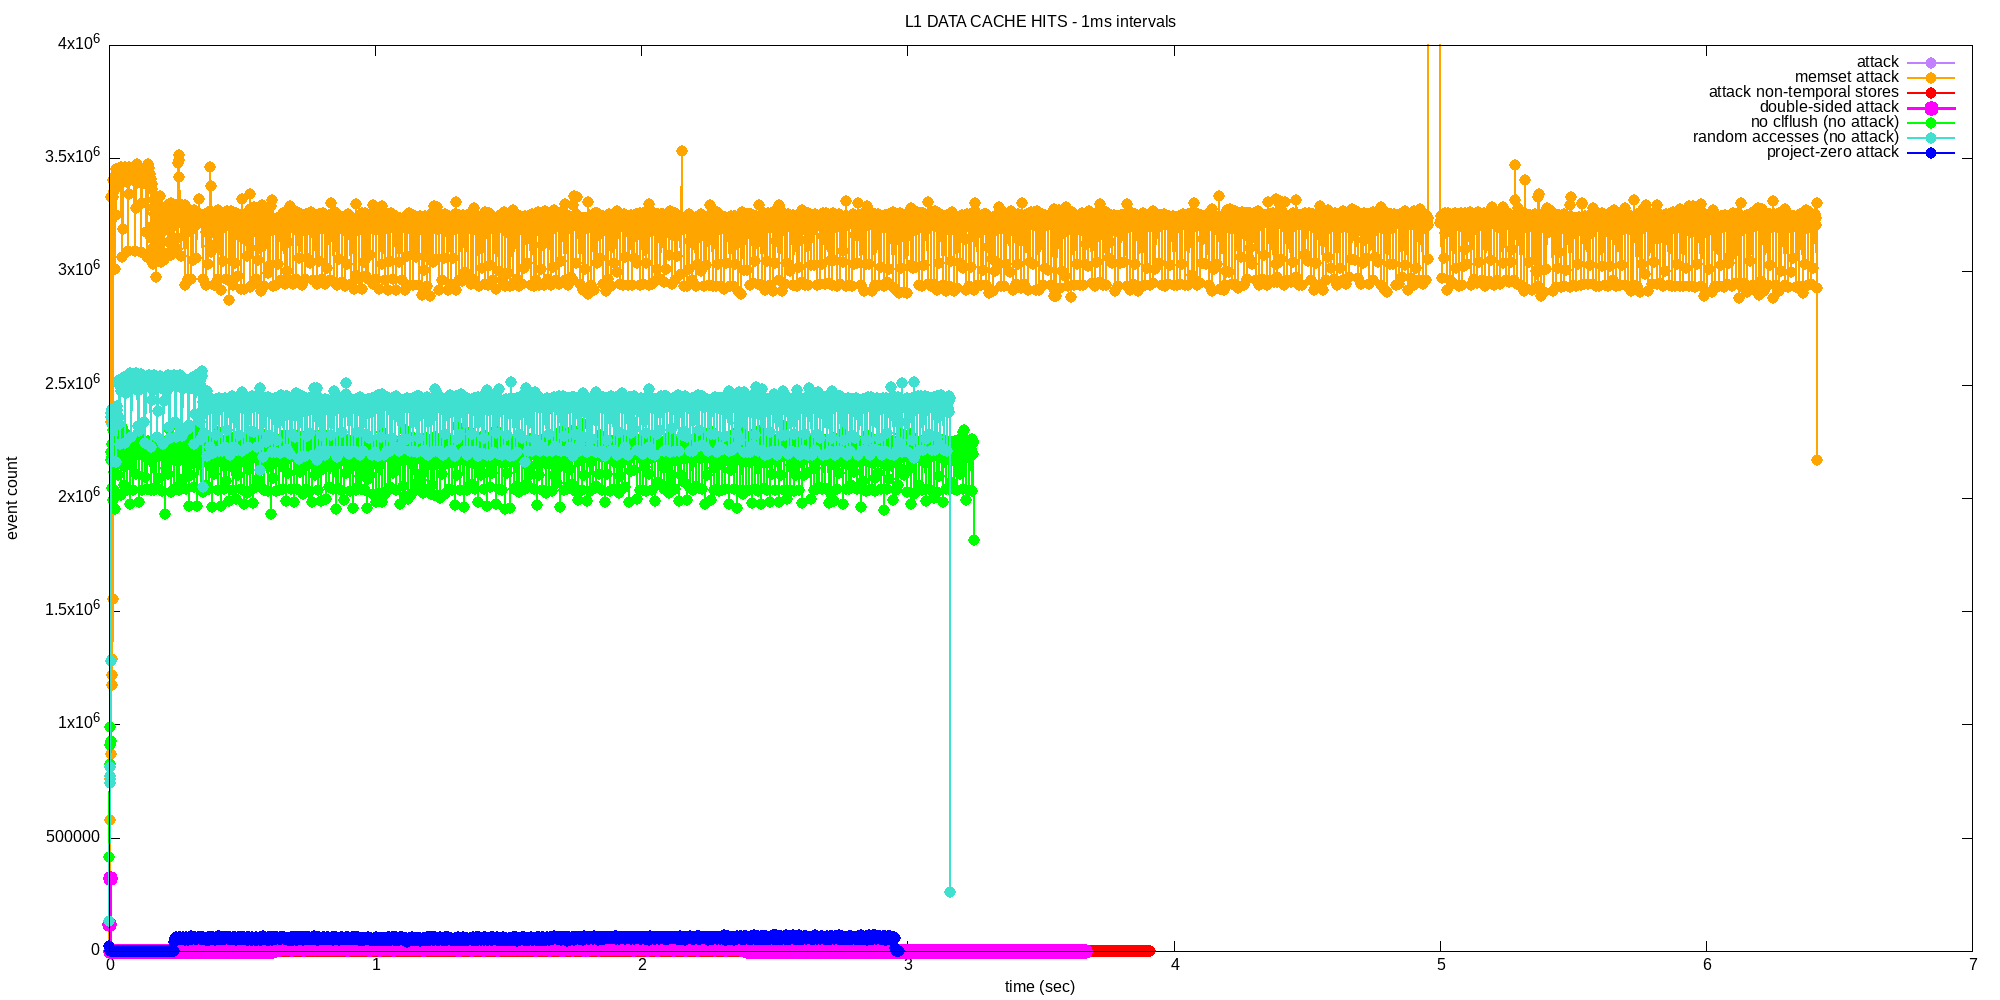 L1 DATA CACHE HITS - 1ms intervals
4x10^6
3.5x10^6
3x10^6
2.5x10^6
2x10^6
1.5x10^6
1x10^6
500000
0
event count
attack
memset attack
attack non-temporal stores
double-sided attack
no clflush (no attack)
random accesses (no attack)
project-zero attack
0 1 2 3 4 5 6 7
time (sec)